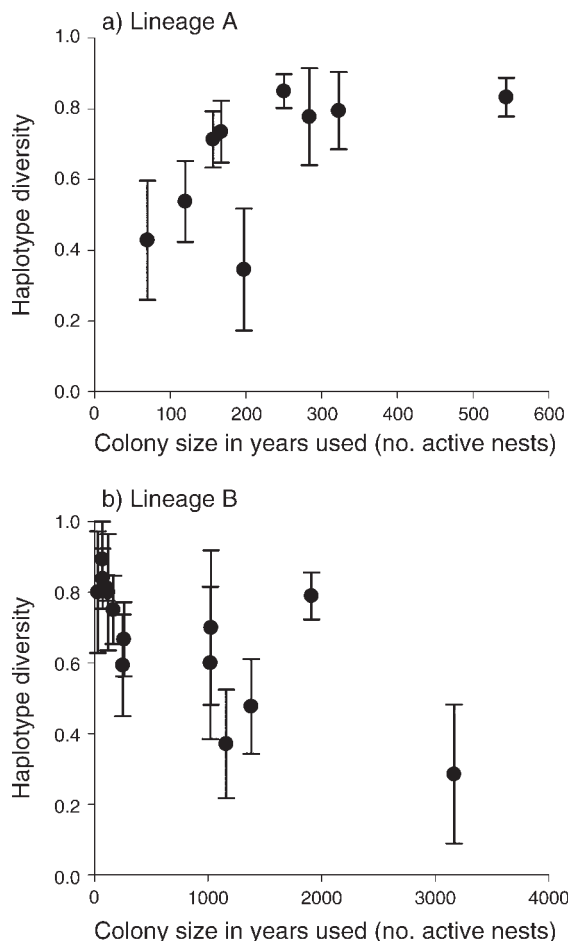 a) Lineage A
1.0
0.8
0.6
0.4
0.2
0.0
Haplotype diversity
0 100 200 300 400 500 600
Colony size in years used (no. active nests)
b) Lineage B
1.0
0.8
0.6
0.4
0.2
0.0
Haplotype diversity
0 1000 2000 3000 4000
Colony size in years used (no. active nests)